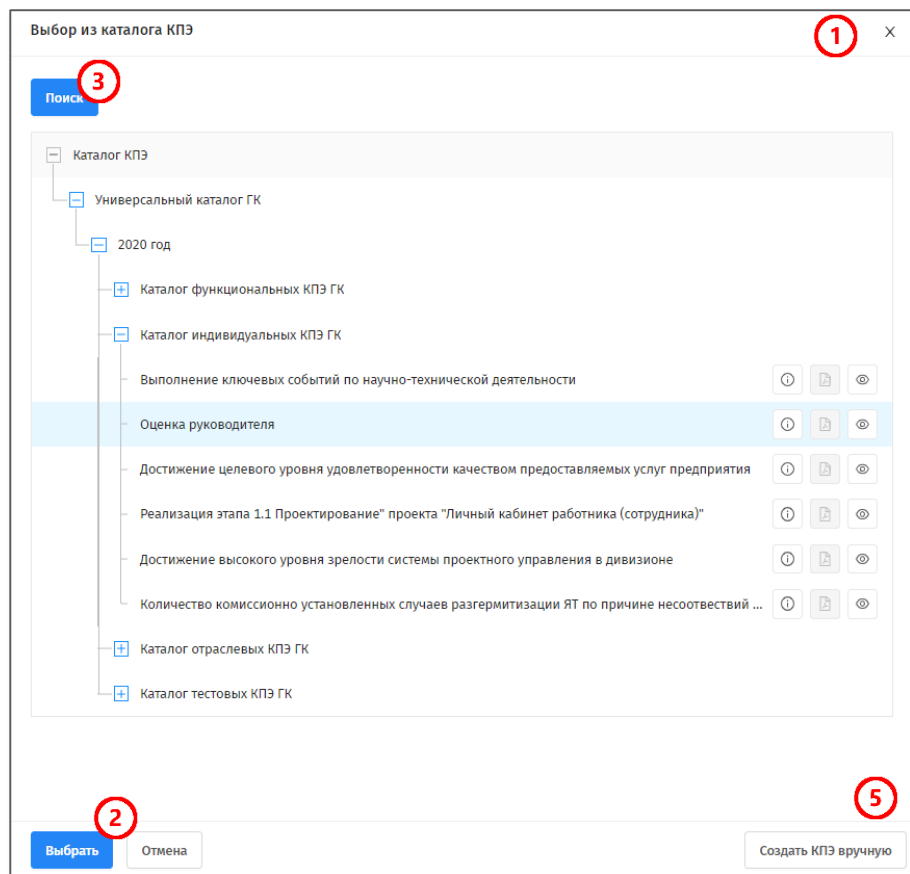 Выбор из каталога КПЭ
1
X
3
Поиск
Каталог КПЭ
Универсальный каталог ГК
2020 год
Каталог функциональных КПЭ ГК
Каталог индивидуальных КПЭ ГК
Выполнение ключевых событий по научно-технической деятельности
Оценка руководителя
Достижение целевого уровня удовлетворенности качеством предоставляемых услуг предприятия
Реализация этапа 1.1 Проектирование" проекта "Личный кабинет работника (сотрудника)"
Достижение высокого уровня зрелости системы проектного управления в дивизионе
Количество комиссионно установленных случаев разгермитизации ЯТ по причине несоотвествий ...
Каталог отраслевых КПЭ ГК
Каталог тестовых КПЭ ГК
5
2
Выбрать Отмена Создать КПЭ вручную